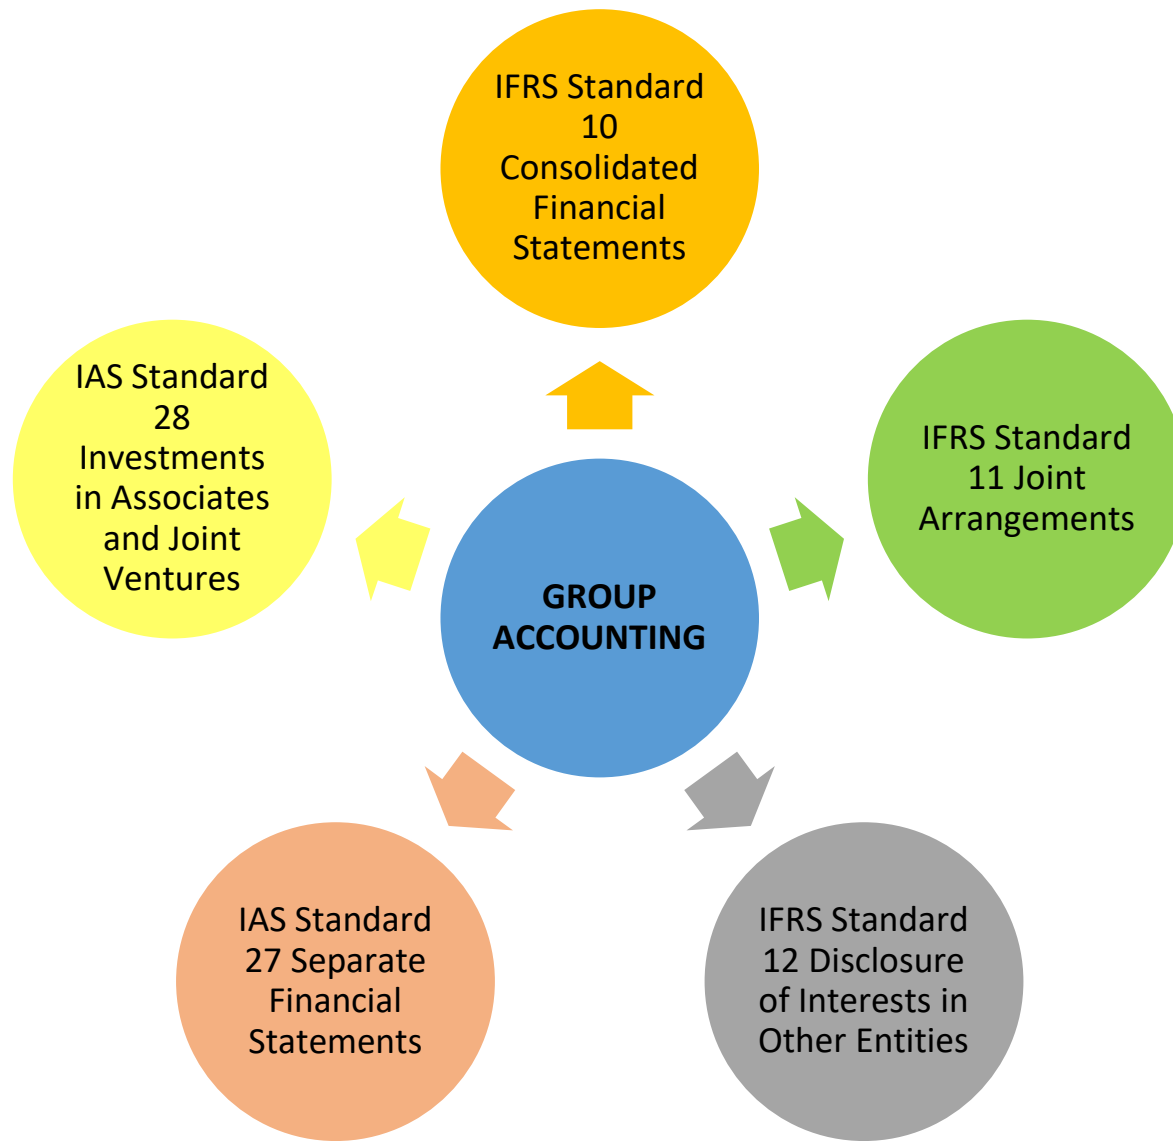 IFRS Standard
10
Consolidated
Financial
Statements
IFRS Standard
11 Joint
Arrangements
IFRS Standard
12 Disclosure
of Interests in
Other Entities
IAS Standard
27 Separate
Financial
Statements
IAS Standard
28
Investments
in Associates
and Joint
Ventures
GROUP
ACCOUNTING